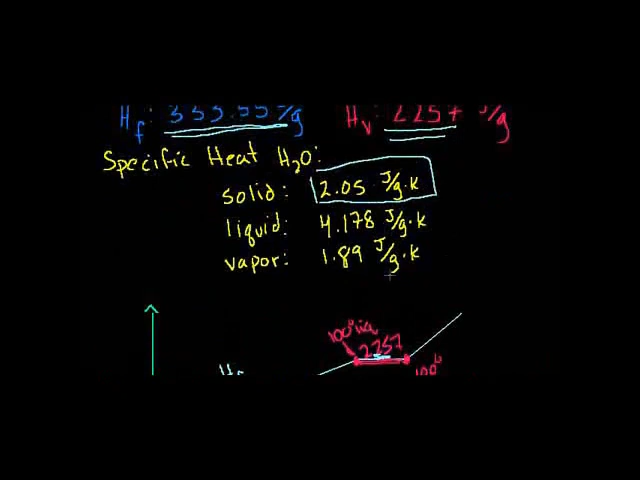 Hf: 333.55 J/g Hv: 2257 J/g
Specific Heat H2O:
solid: 2.05 J/g·K
liquid: 4.178 J/g·K
vapor: 1.89 J/g·K
100° liq
2257
100°